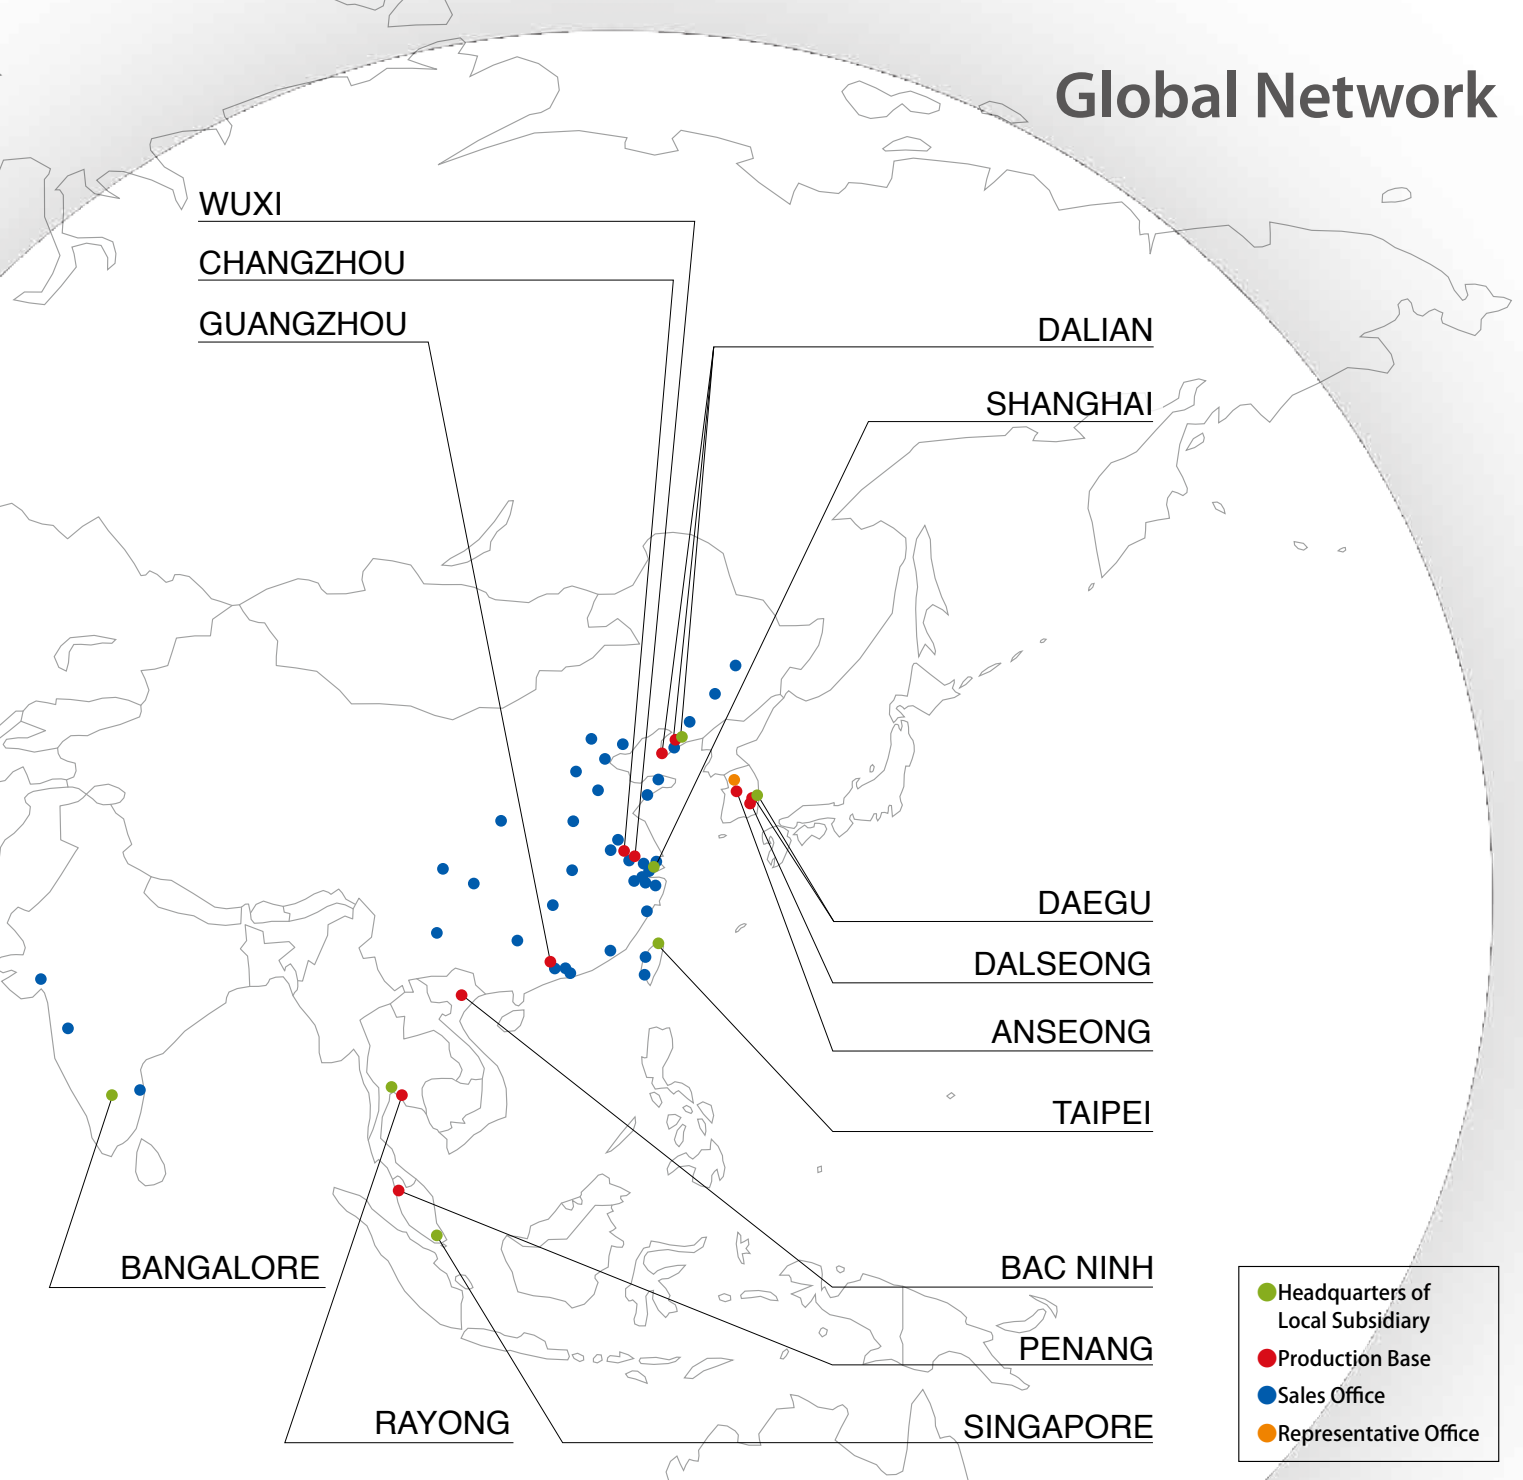 Global Network
WUXI
CHANGZHOU
GUANGZHOU
DALIAN
SHANGHAI
DAEGU
DALSEONG
ANSEONG
TAIPEI
BANGALORE
BAC NINH
PENANG
RAYONG
SINGAPORE
Headquarters of
Local Subsidiary
Production Base
Sales Office
Representative Office